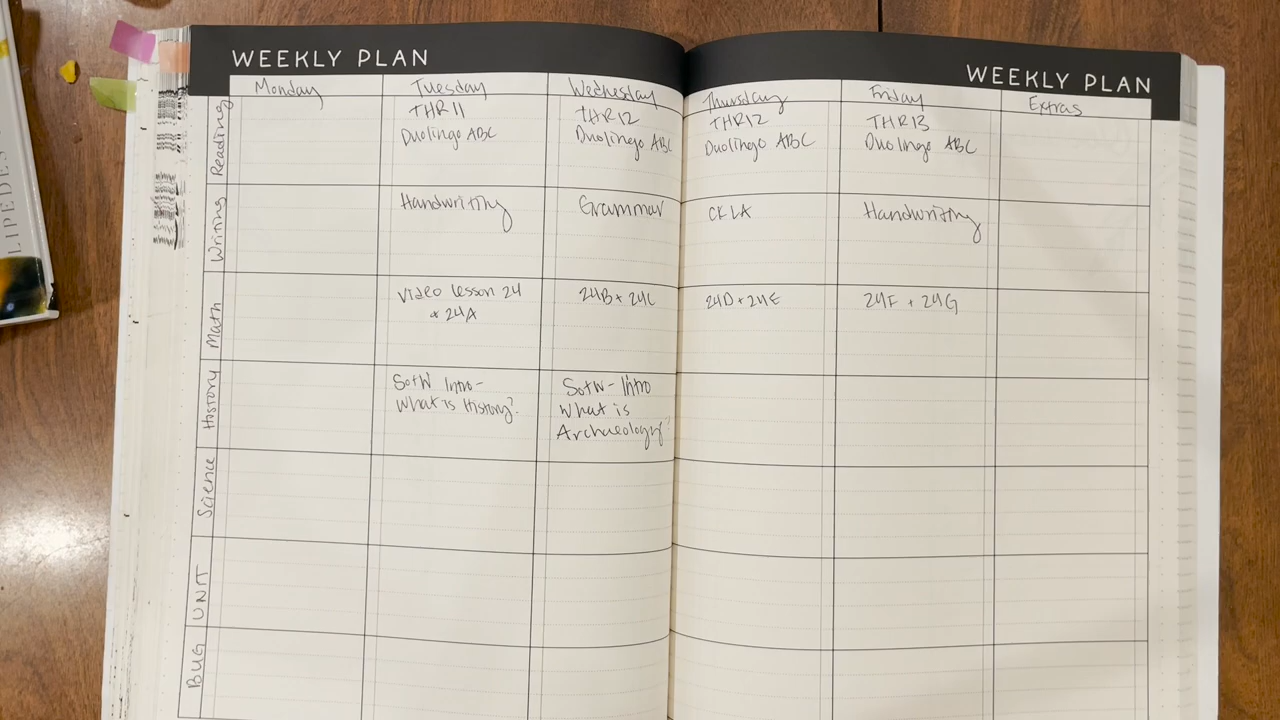 WEEKLY PLAN
WEEKLY PLAN
Monday
Tuesday
Wednesday
Thursday
Friday
Extras
Reading
THR11
Duolingo ABC
THR12
Duolingo ABC
THR12
Duolingo ABC
THR13
Duolingo ABC
Writing
Handwriting
Grammar
CKLA
Handwriting
Math
Video lesson 24
+ 24A
24B + 24C
24D + 24E
24F + 24G
History
SotW Intro -
What is History?
SotW - Intro
What is
Archaeology?
Science
UNIT
BUG
LIPEDES